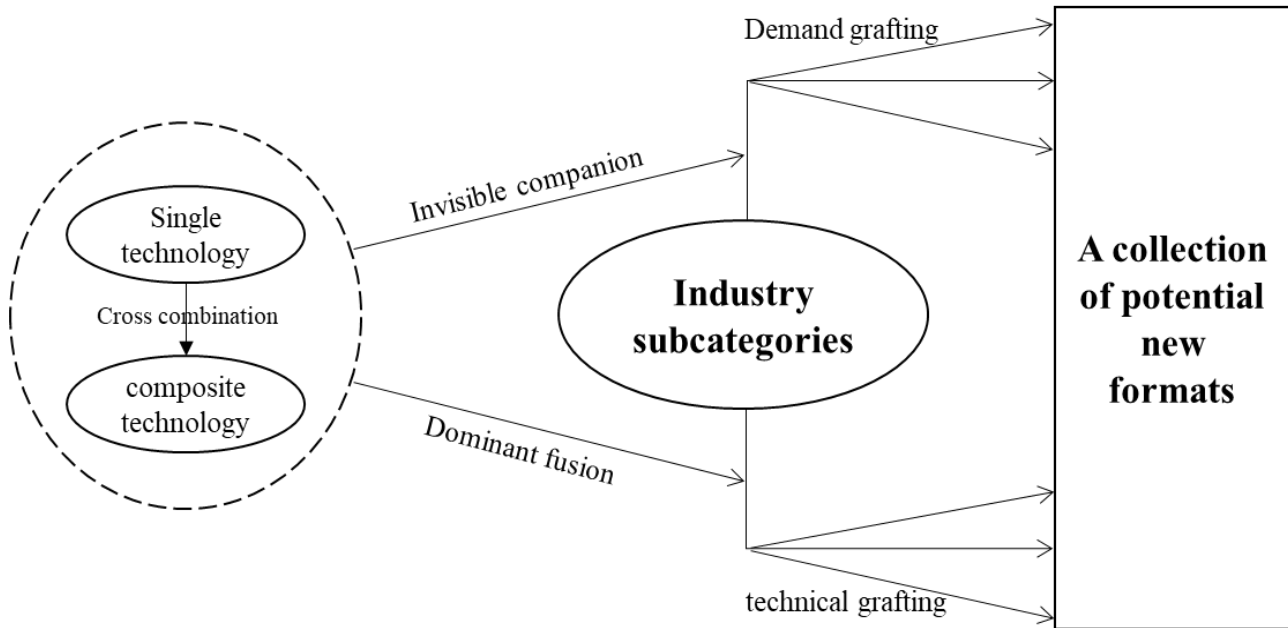 Demand grafting
Invisible companion
Single
technology
Cross combination
composite
technology
Dominant fusion
Industry
subcategories
technical grafting
A collection
of potential
new
formats